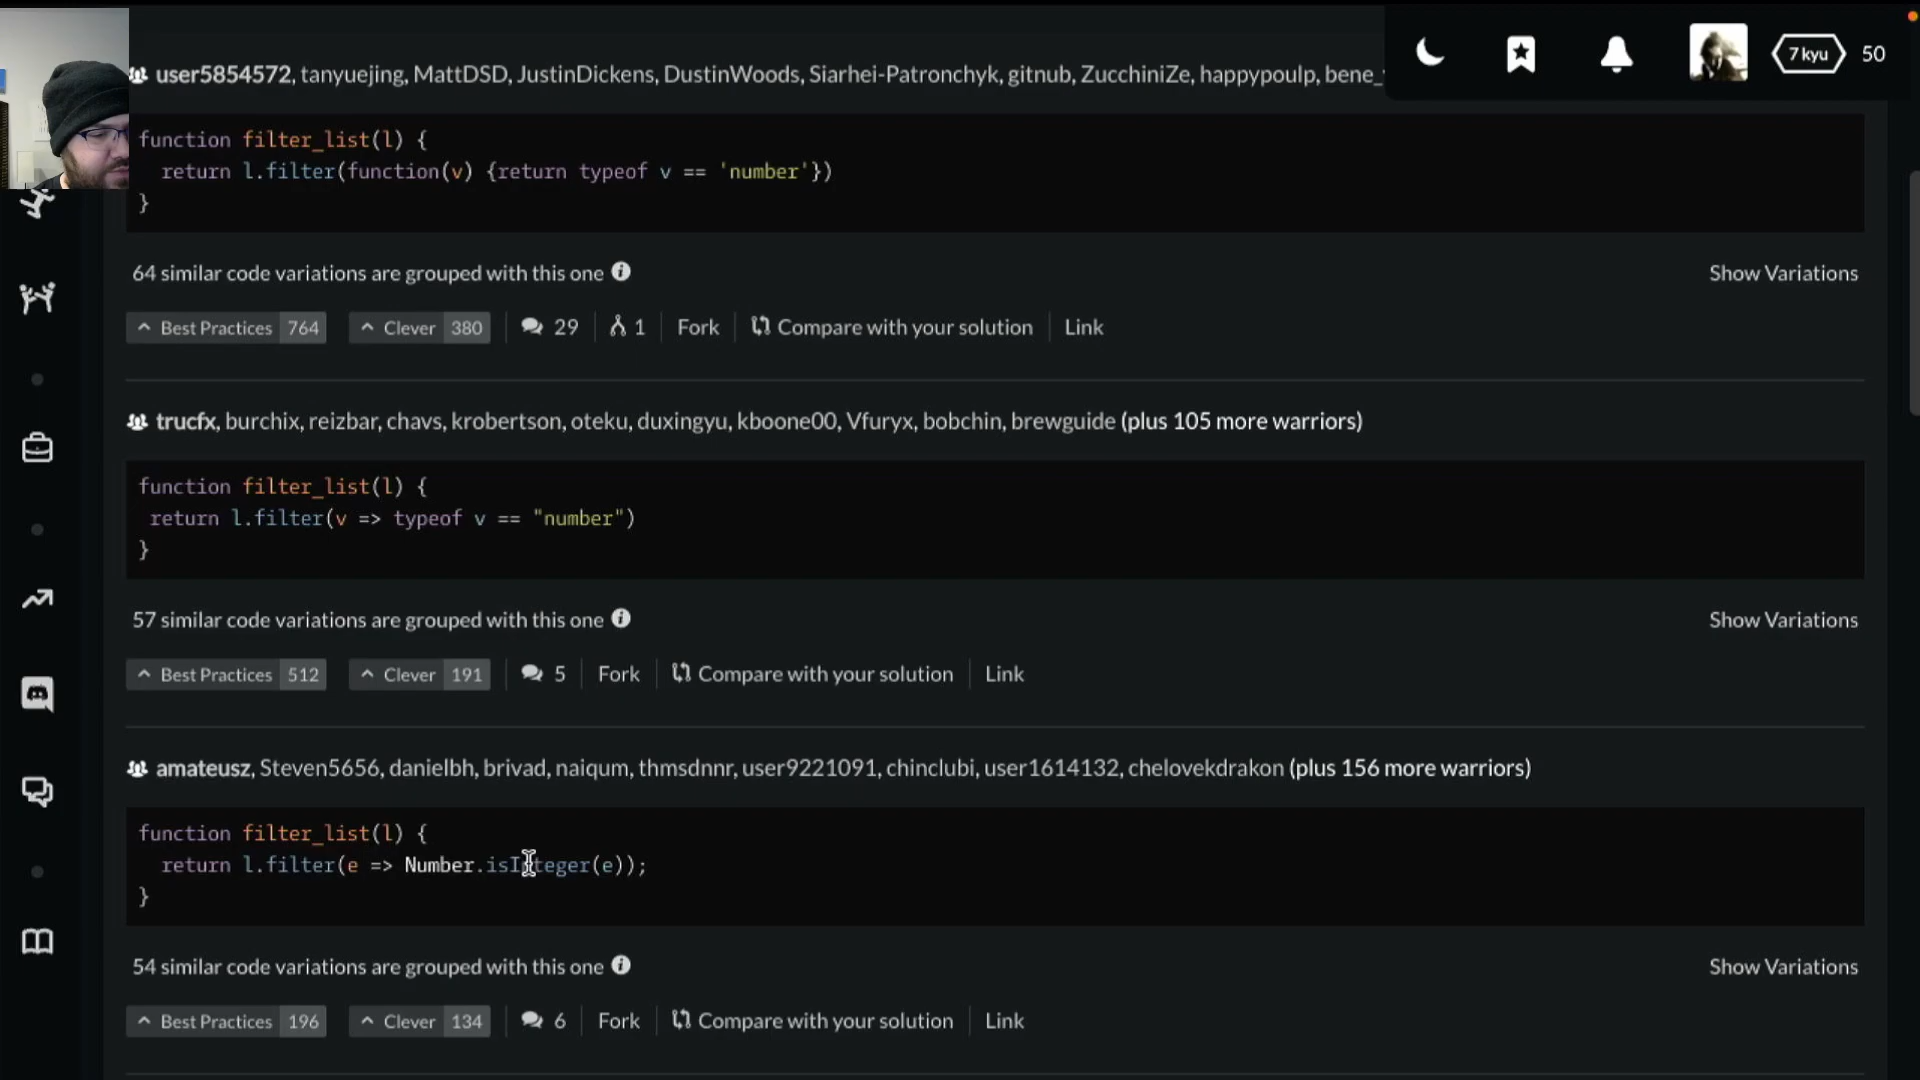 7 kyu 50
user5854572, tanyuejing, MattDSD, JustinDickens, DustinWoods, Siarhei-Patronchyk, gitnub, ZucchiniZe, happypoulp, bene_
function filter_list(l) {
return l.filter(function(v) {return typeof v == 'number'})
}
64 similar code variations are grouped with this one Show Variations
Best Practices 764 Clever 380 29 1 Fork Compare with your solution Link
trucfx, burchix, reizbar, chavs, krobertson, oteku, duxingyu, kboone00, Vfuryx, bobchin, brewguide (plus 105 more warriors)
function filter_list(l) {
return l.filter(v => typeof v == "number")
}
57 similar code variations are grouped with this one Show Variations
Best Practices 512 Clever 191 5 Fork Compare with your solution Link
amateusz, Steven5656, danielbh, brivad, naiqum, thmsdnnr, user9221091, chinclubi, user1614132, chelovekdrakon (plus 156 more warriors)
function filter_list(l) {
return l.filter(e => Number.isInteger(e));
}
54 similar code variations are grouped with this one Show Variations
Best Practices 196 Clever 134 6 Fork Compare with your solution Link